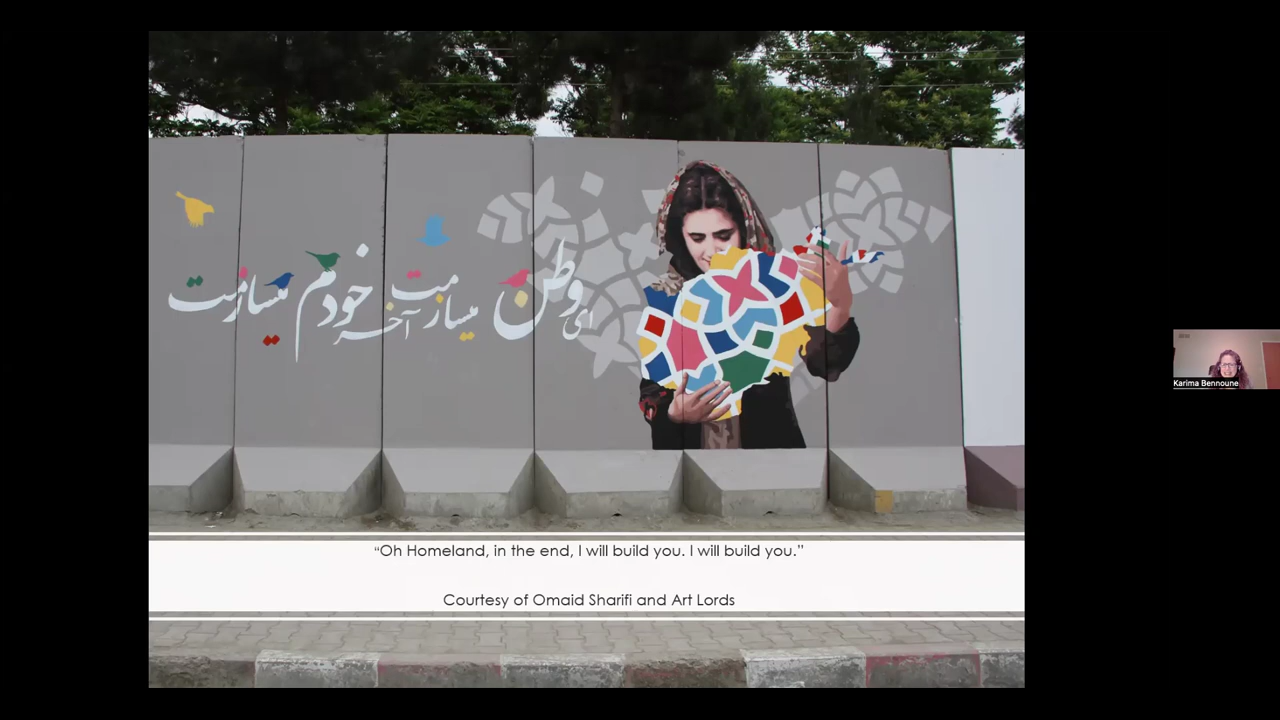 ای وطن میسازمت آخر خودم میسازمت
“Oh Homeland, in the end, I will build you. I will build you.”
Courtesy of Omaid Sharifi and Art Lords
Karima Bennoune